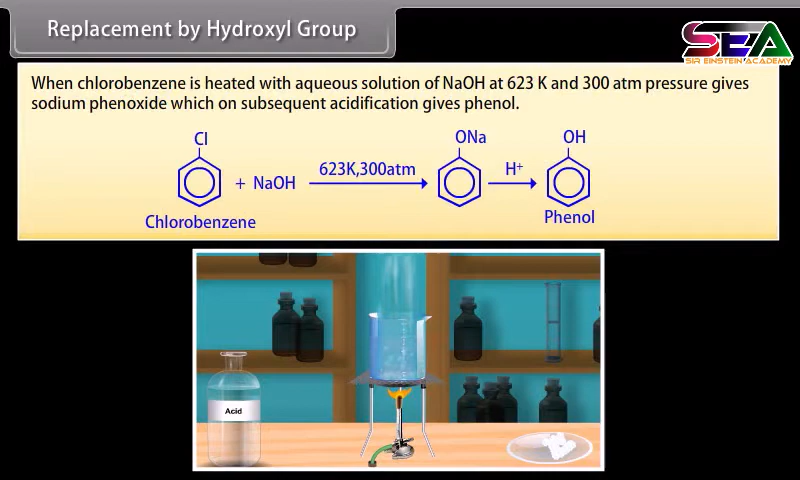 Replacement by Hydroxyl Group
SEA
SIR EINSTEIN ACADEMY
When chlorobenzene is heated with aqueous solution of NaOH at 623 K and 300 atm pressure gives
sodium phenoxide which on subsequent acidification gives phenol.
Cl ONa OH
+ NaOH 623K,300atm H⁺
Chlorobenzene Phenol
Acid